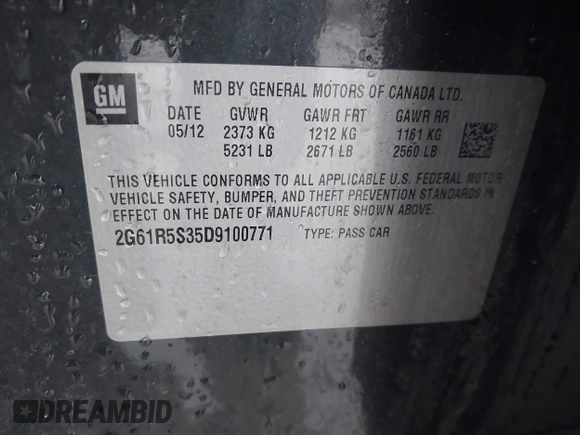 GM
MFD BY GENERAL MOTORS OF CANADA LTD.
DATE GVWR GAWR FRT GAWR RR
05/12 2373 KG 1212 KG 1161 KG
5231 LB 2671 LB 2560 LB
THIS VEHICLE CONFORMS TO ALL APPLICABLE U.S. FEDERAL MOTOR
VEHICLE SAFETY, BUMPER, AND THEFT PREVENTION STANDARDS IN
EFFECT ON THE DATE OF MANUFACTURE SHOWN ABOVE.
2G61R5S35D9100771 TYPE: PASS CAR
DREAMBID